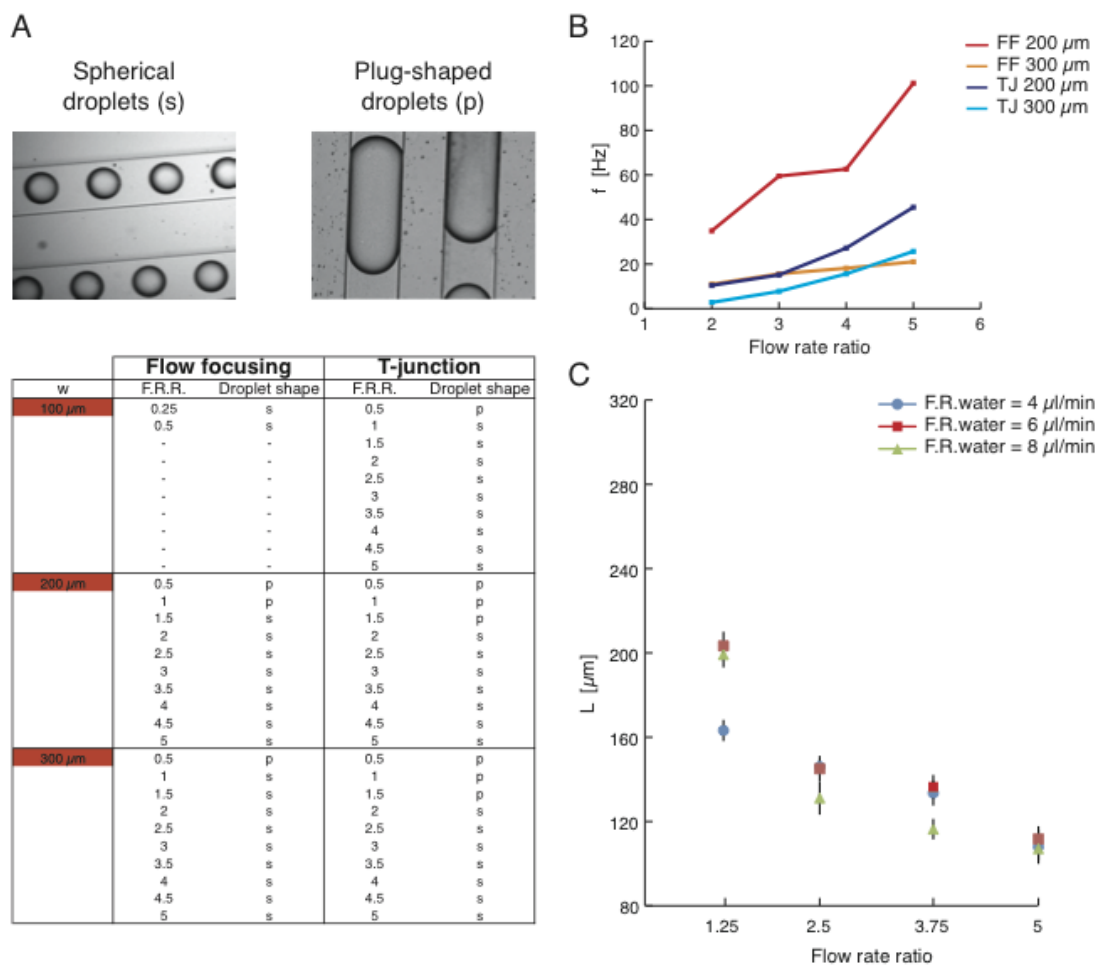 A
Spherical
droplets (s)
Plug-shaped
droplets (p)
Flow focusing T-junction
w F.R.R. Droplet shape F.R.R. Droplet shape
100 µm 0.25 s 0.5 p
0.5 s 1 s
- - 1.5 s
- - 2 s
- - 2.5 s
- - 3 s
- - 3.5 s
- - 4 s
- - 4.5 s
- - 5 s
200 µm 0.5 p 0.5 p
1 p 1 p
1.5 s 1.5 p
2 s 2 s
2.5 s 2.5 s
3 s 3 s
3.5 s 3.5 s
4 s 4 s
4.5 s 4.5 s
5 s 5 s
300 µm 0.5 p 0.5 p
1 s 1 p
1.5 s 1.5 p
2 s 2 s
2.5 s 2.5 s
3 s 3 s
3.5 s 3.5 s
4 s 4 s
4.5 s 4.5 s
5 s 5 s
B
FF 200 µm
FF 300 µm
TJ 200 µm
TJ 300 µm
f [Hz]
120
100
80
60
40
20
0
1 2 3 4 5 6
Flow rate ratio
C
F.R.water = 4 µl/min
F.R.water = 6 µl/min
F.R.water = 8 µl/min
L [µm]
320
280
240
200
160
120
80
1.25 2.5 3.75 5
Flow rate ratio